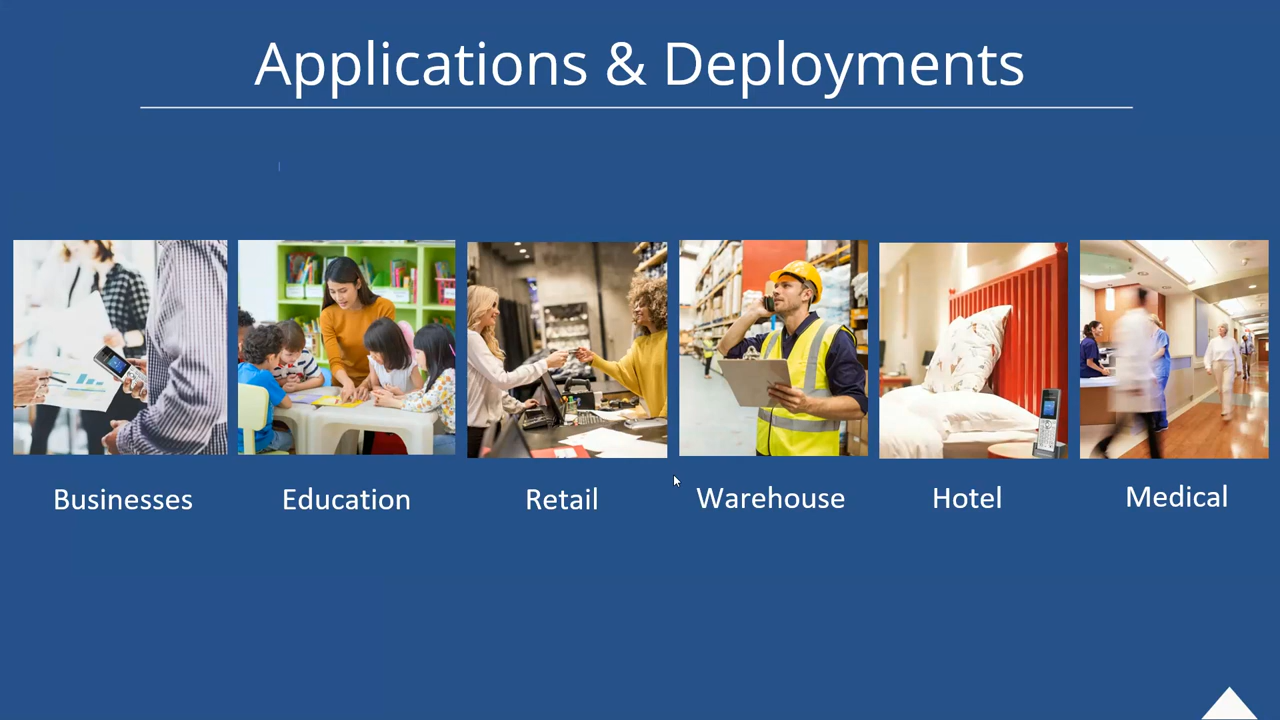 Applications & Deployments
Businesses
Education
Retail
Warehouse
Hotel
Medical